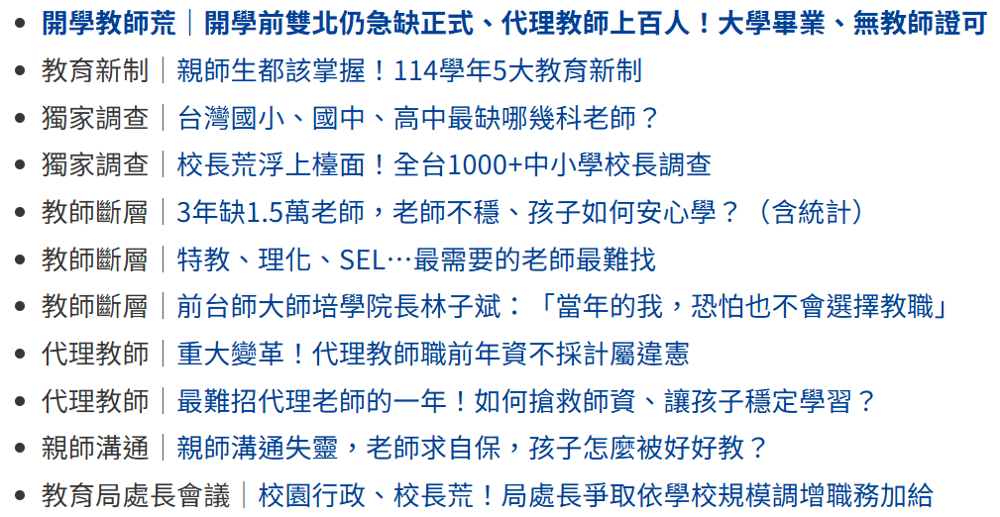 • 開學教師荒｜開學前雙北仍急缺正式、代理教師上百人！大學畢業、無教師證可
• 教育新制｜親師生都該掌握！114學年5大教育新制
• 獨家調查｜台灣國小、國中、高中最缺哪幾科老師？
• 獨家調查｜校長荒浮上檯面！全台1000+中小學校長調查
• 教師斷層｜3年缺1.5萬老師，老師不穩、孩子如何安心學？（含統計）
• 教師斷層｜特教、理化、SEL…最需要的老師最難找
• 教師斷層｜前台師大師培學院長林子斌：「當年的我，恐怕也不會選擇教職」
• 代理教師｜重大變革！代理教師職前年資不採計屬違憲
• 代理教師｜最難招代理老師的一年！如何搶救師資、讓孩子穩定學習？
• 親師溝通｜親師溝通失靈，老師求自保，孩子怎麼被好好教？
• 教育局處長會議｜校園行政、校長荒！局處長爭取依學校規模調增職務加給